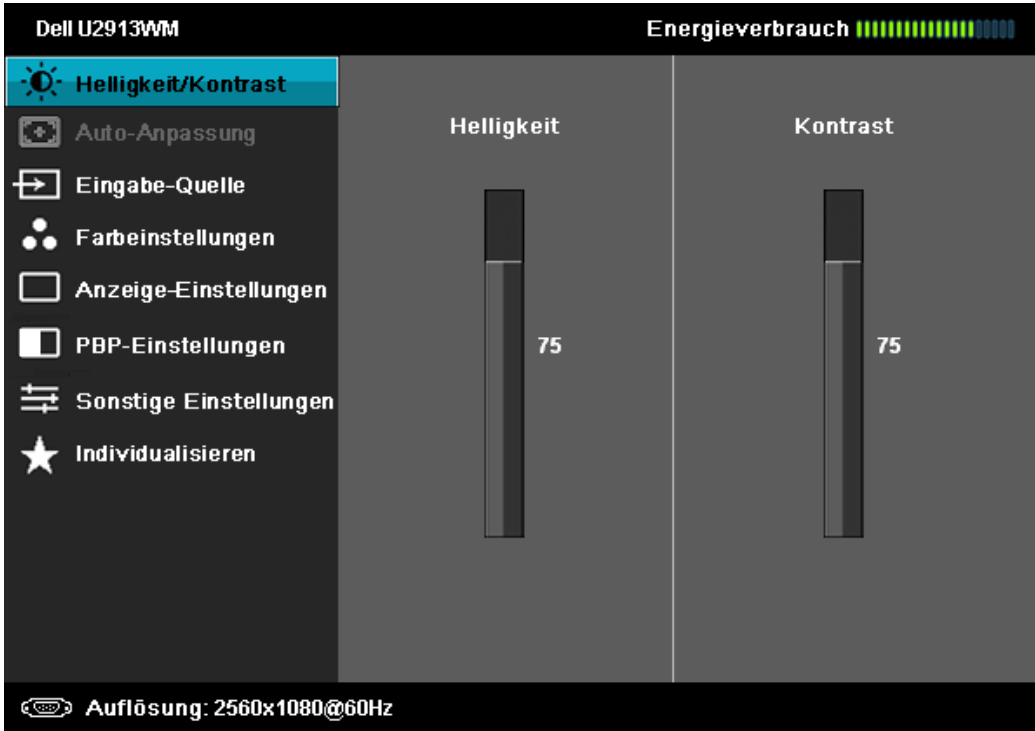 Dell U2913WM
Energieverbrauch
Helligkeit/Kontrast
Auto-Anpassung
Eingabe-Quelle
Farbeinstellungen
Anzeige-Einstellungen
PBP-Einstellungen
Sonstige Einstellungen
Individualisieren
Helligkeit
75
Kontrast
75
Auflösung: 2560x1080@60Hz